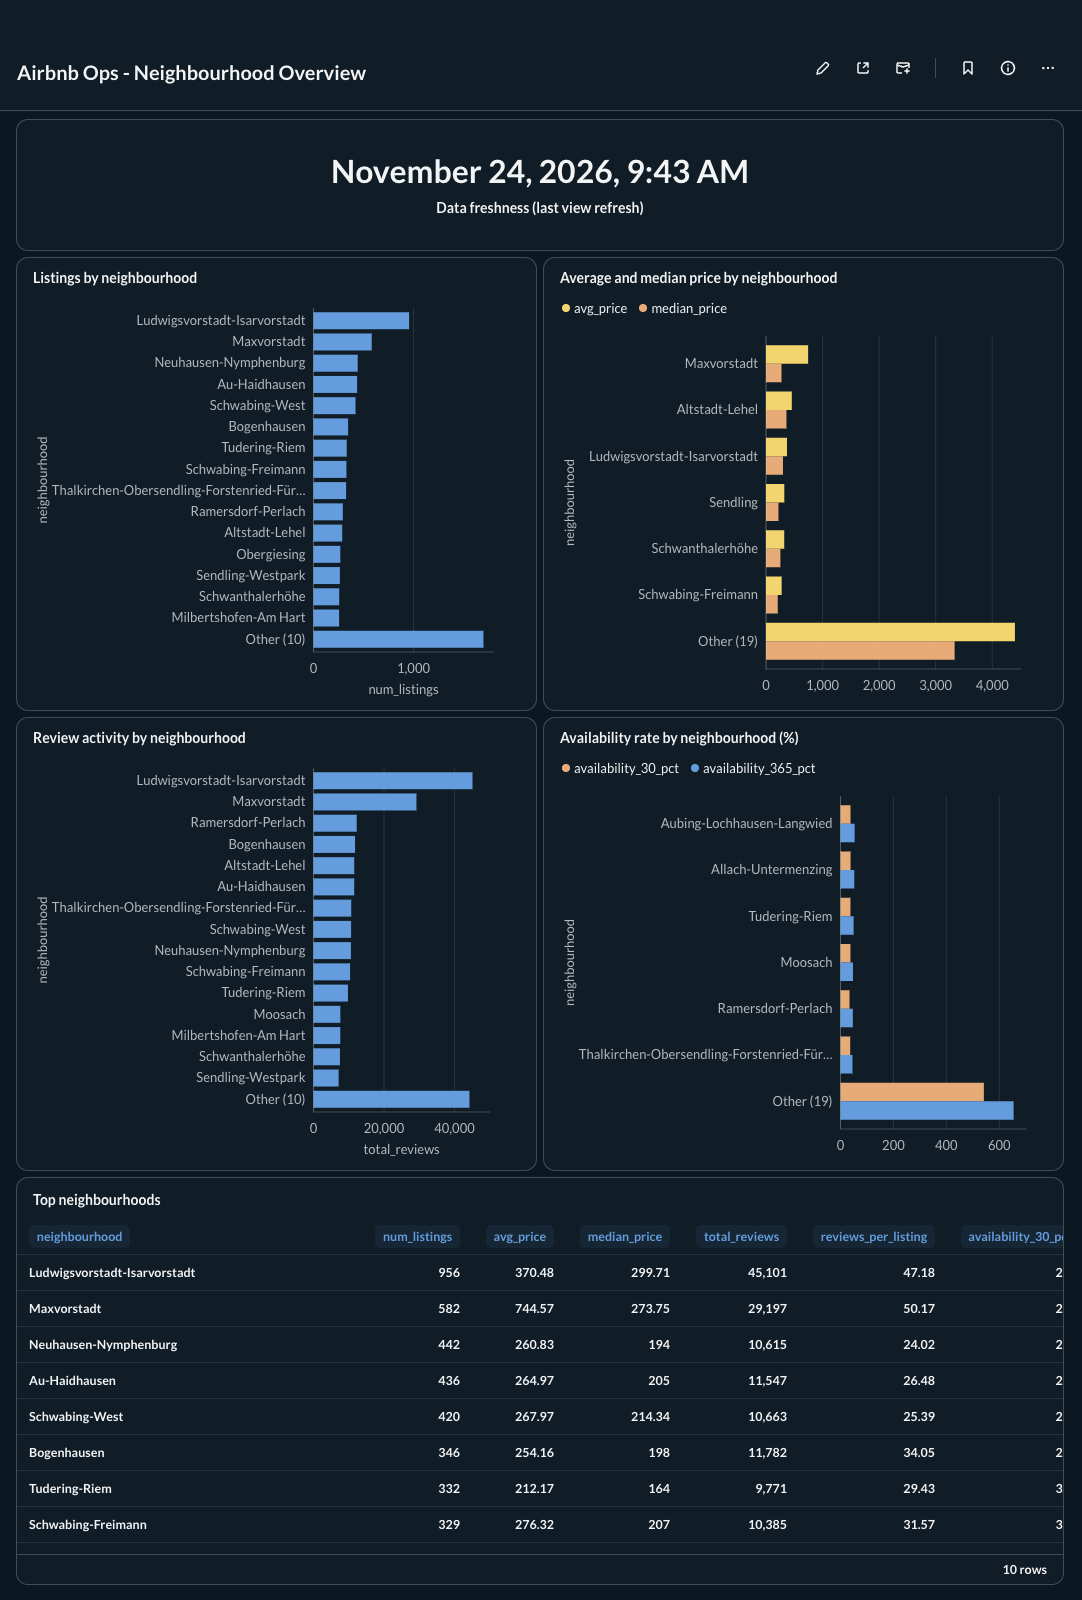 Airbnb Ops - Neighbourhood Overview
November 24, 2026, 9:43 AM
Data freshness (last view refresh)
Listings by neighbourhood
neighbourhood
Ludwigsvorstadt-Isarvorstadt
Maxvorstadt
Neuhausen-Nymphenburg
Au-Haidhausen
Schwabing-West
Bogenhausen
Tudering-Riem
Schwabing-Freimann
Thalkirchen-Obersendling-Forstenried-Für...
Ramersdorf-Perlach
Altstadt-Lehel
Obergiesing
Sendling-Westpark
Schwanthalerhöhe
Milbertshofen-Am Hart
Other (10)
0 1,000
num_listings
Average and median price by neighbourhood
avg_price median_price
neighbourhood
Maxvorstadt
Altstadt-Lehel
Ludwigsvorstadt-Isarvorstadt
Sendling
Schwanthalerhöhe
Schwabing-Freimann
Other (19)
0 1,000 2,000 3,000 4,000
Review activity by neighbourhood
neighbourhood
Ludwigsvorstadt-Isarvorstadt
Maxvorstadt
Ramersdorf-Perlach
Bogenhausen
Altstadt-Lehel
Au-Haidhausen
Thalkirchen-Obersendling-Forstenried-Für...
Schwabing-West
Neuhausen-Nymphenburg
Schwabing-Freimann
Tudering-Riem
Moosach
Milbertshofen-Am Hart
Schwanthalerhöhe
Sendling-Westpark
Other (10)
0 20,000 40,000
total_reviews
Availability rate by neighbourhood (%)
availability_30_pct availability_365_pct
neighbourhood
Aubing-Lochhausen-Langwied
Allach-Untermenzing
Tudering-Riem
Moosach
Ramersdorf-Perlach
Thalkirchen-Obersendling-Forstenried-Für...
Other (19)
0 200 400 600
Top neighbourhoods
neighbourhood num_listings avg_price median_price total_reviews reviews_per_listing availability_30_p
Ludwigsvorstadt-Isarvorstadt 956 370.48 299.71 45,101 47.18 2
Maxvorstadt 582 744.57 273.75 29,197 50.17 2
Neuhausen-Nymphenburg 442 260.83 194 10,615 24.02 2
Au-Haidhausen 436 264.97 205 11,547 26.48 2
Schwabing-West 420 267.97 214.34 10,663 25.39 2
Bogenhausen 346 254.16 198 11,782 34.05 2
Tudering-Riem 332 212.17 164 9,771 29.43 3
Schwabing-Freimann 329 276.32 207 10,385 31.57 3
10 rows